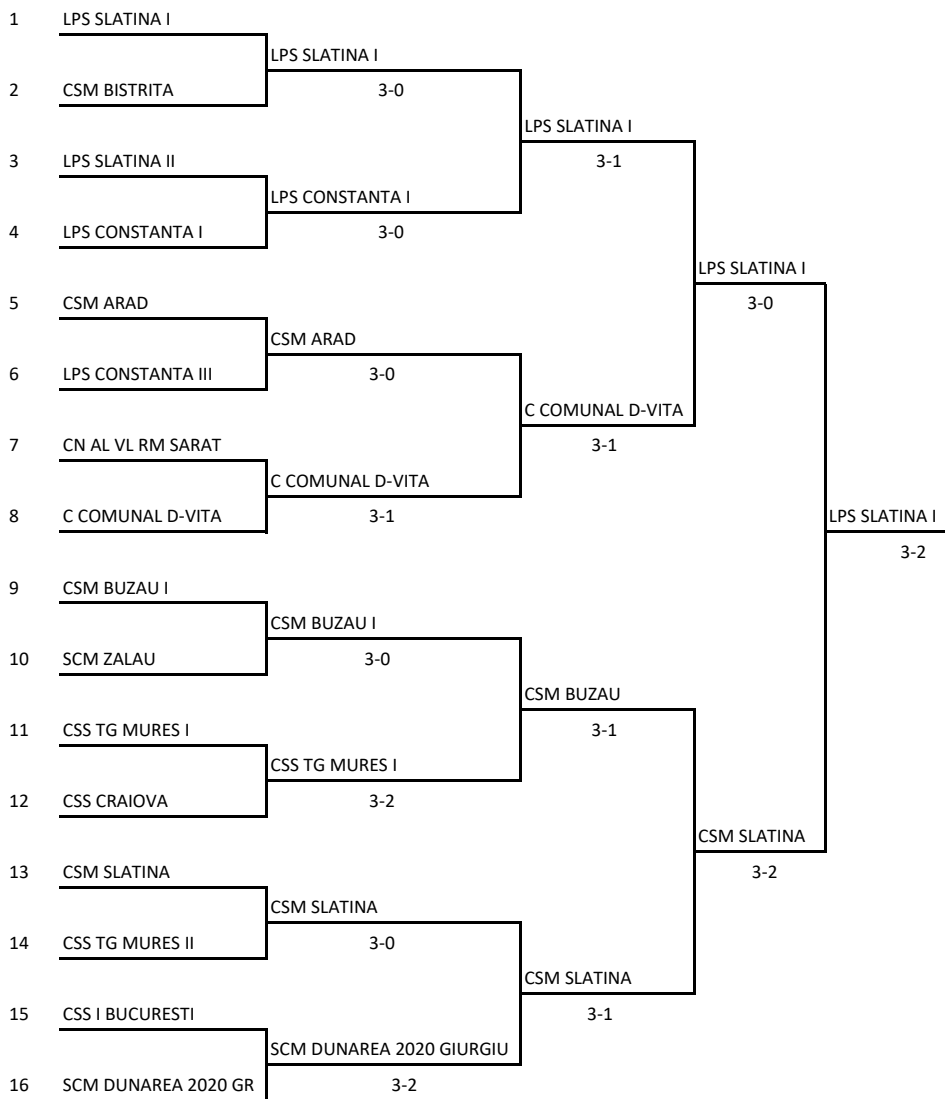 1 LPS SLATINA I
LPS SLATINA I
2 CSM BISTRITA 3-0
LPS SLATINA I
3 LPS SLATINA II 3-1
LPS CONSTANTA I
4 LPS CONSTANTA I 3-0
LPS SLATINA I
5 CSM ARAD 3-0
CSM ARAD
6 LPS CONSTANTA III 3-0
C COMUNAL D-VITA
7 CN AL VL RM SARAT 3-1
C COMUNAL D-VITA
8 C COMUNAL D-VITA 3-1 LPS SLATINA I
3-2
9 CSM BUZAU I
CSM BUZAU I
10 SCM ZALAU 3-0
CSM BUZAU
11 CSS TG MURES I 3-1
CSS TG MURES I
12 CSS CRAIOVA 3-2
CSM SLATINA
13 CSM SLATINA 3-2
CSM SLATINA
14 CSS TG MURES II 3-0
CSM SLATINA
15 CSS I BUCURESTI 3-1
SCM DUNAREA 2020 GIURGIU
16 SCM DUNAREA 2020 GR 3-2